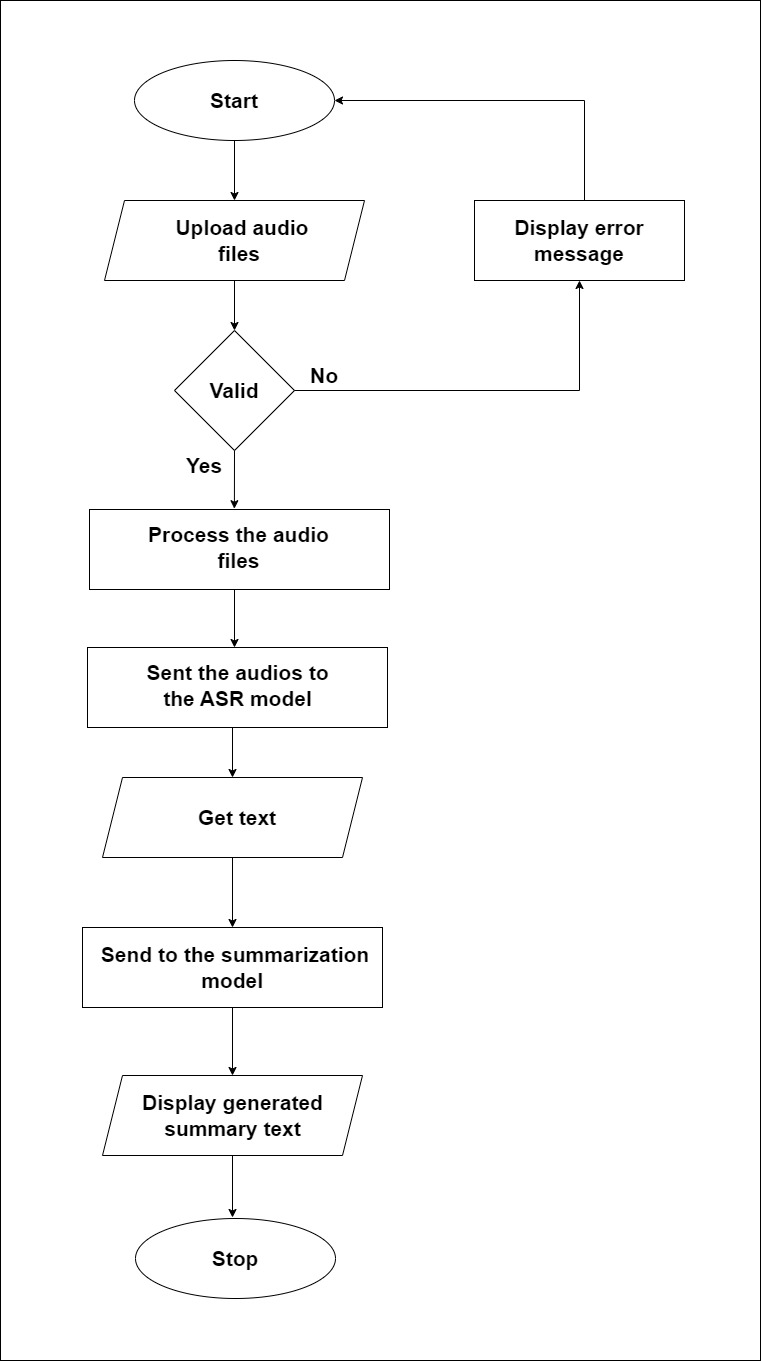 Start
Upload audio
files
Display error
message
Valid
No
Yes
Process the audio
files
Sent the audios to
the ASR model
Get text
Send to the summarization
model
Display generated
summary text
Stop